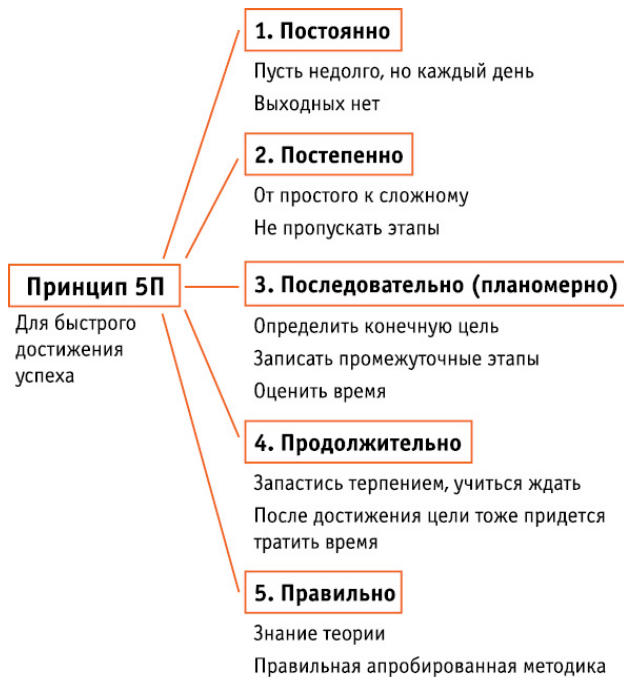 1. Постоянно
Пусть недолго, но каждый день
Выходных нет
2. Постепенно
От простого к сложному
Не пропускать этапы
Принцип 5П
Для быстрого
достижения
успеха
3. Последовательно (планомерно)
Определить конечную цель
Записать промежуточные этапы
Оценить время
4. Продолжительно
Запастись терпением, учиться ждать
После достижения цели тоже придется
тратить время
5. Правильно
Знание теории
Правильная апробированная методика